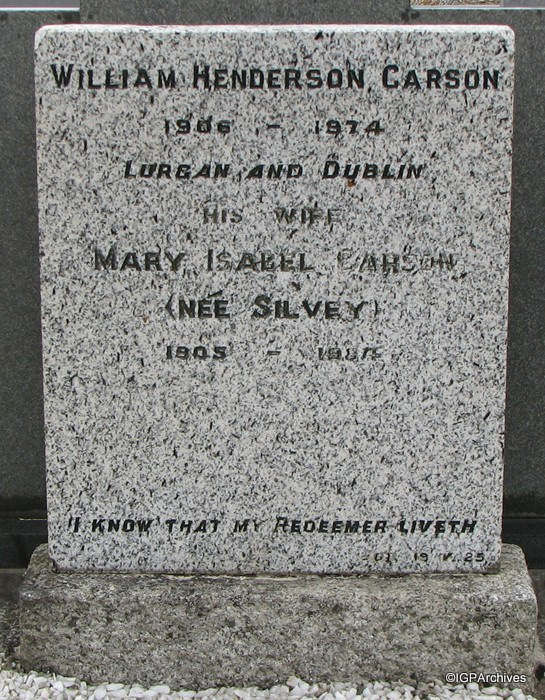 WILLIAM HENDERSON CARSON
1906 - 1974
LURGAN AND DUBLIN
HIS WIFE
MARY ISABEL CARSON
(NEE SILVEY)
1905 -
'I KNOW THAT MY REDEEMER LIVETH
19 V. 25
©IGPArchives